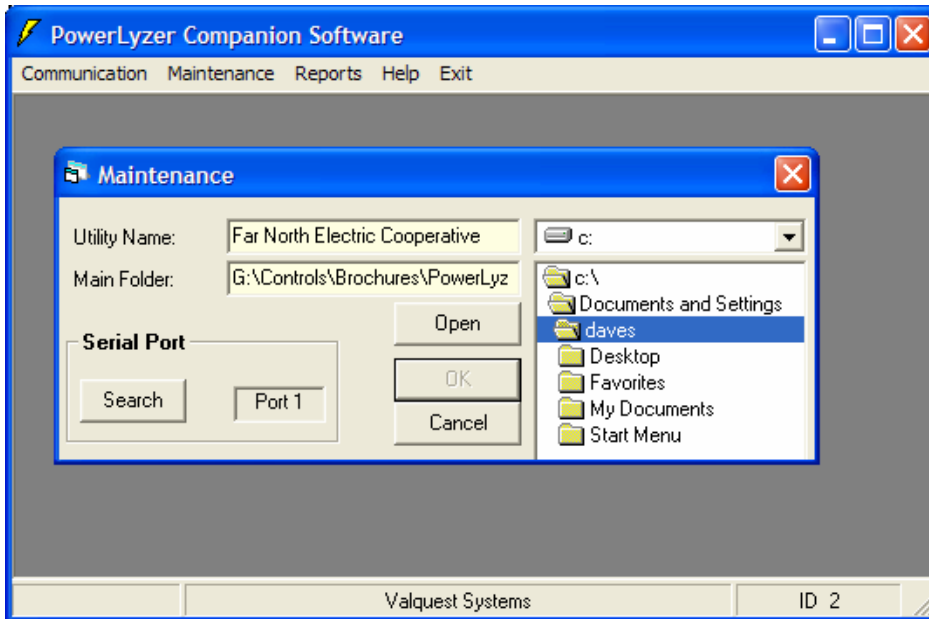 PowerLyzer Companion Software
Communication Maintenance Reports Help Exit
Maintenance
Utility Name: Far North Electric Cooperative c:
Main Folder: G:\Controls\Brochures\PowerLyz c:\
Documents and Settings
Open daves
Serial Port Desktop
OK Favorites
Search Port 1 My Documents
Cancel Start Menu
Valquest Systems ID 2